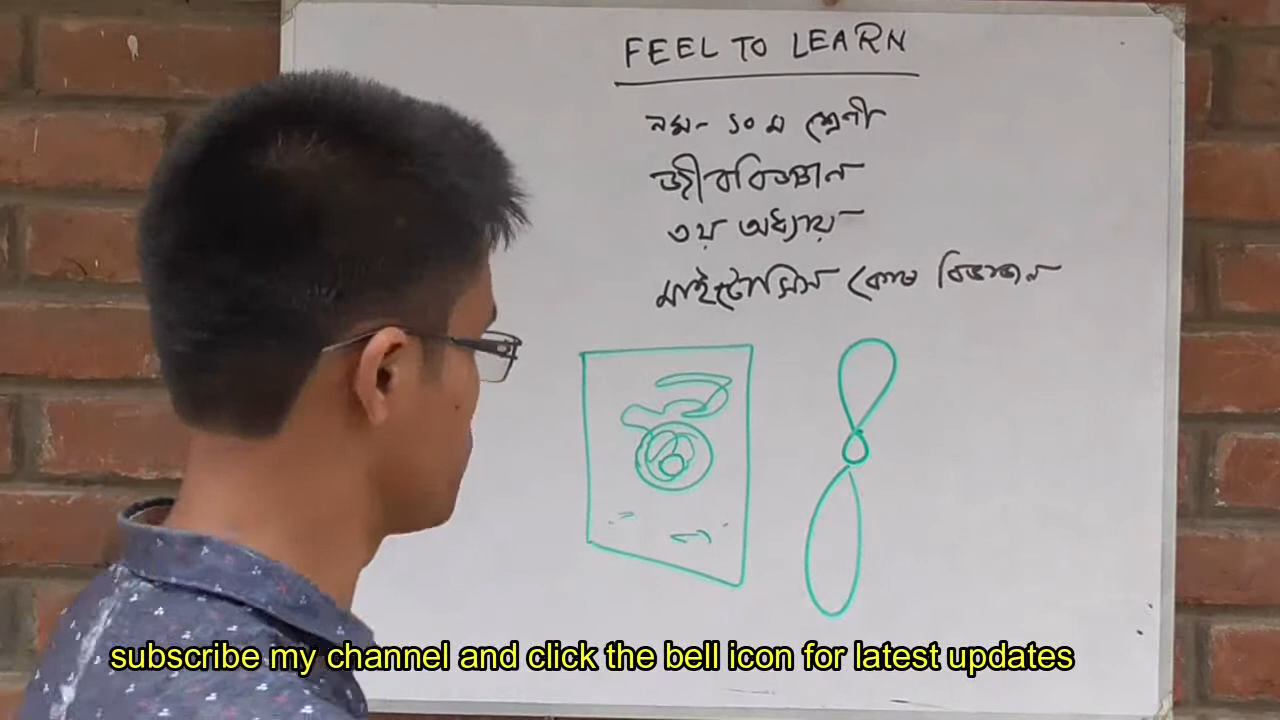 FEEL TO LEARN
নবম- ১০ম শ্রেণী
জীববিজ্ঞান
৩য় অধ্যায়
মাইটোসিস কোষ বিভাজন
subscribe my channel and click the bell icon for latest updates